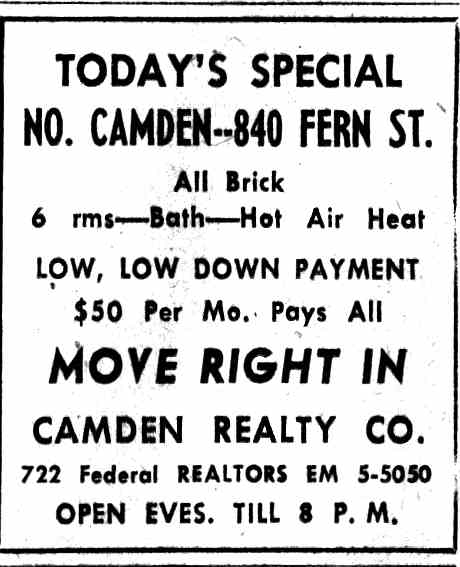 TODAY'S SPECIAL
NO. CAMDEN--840 FERN ST.
All Brick
6 rms—Bath—Hot Air Heat
LOW, LOW DOWN PAYMENT
$50 Per Mo. Pays All
MOVE RIGHT IN
CAMDEN REALTY CO.
722 Federal REALTORS EM 5-5050
OPEN EVES. TILL 8 P. M.